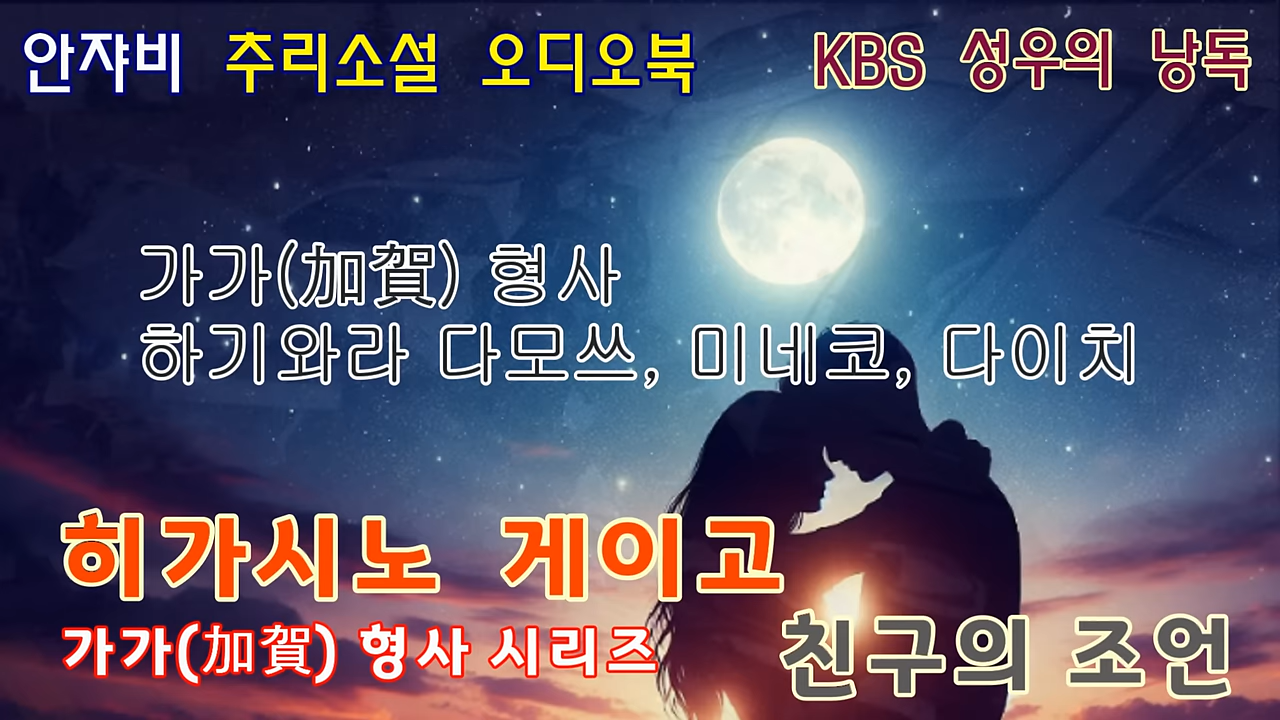 안쟈비 추리소설 오디오북 KBS 성우의 낭독
가가(加賀) 형사
하기와라 다모쓰, 미네코, 다이치
히가시노 게이고
가가(加賀) 형사 시리즈
친구의 조언